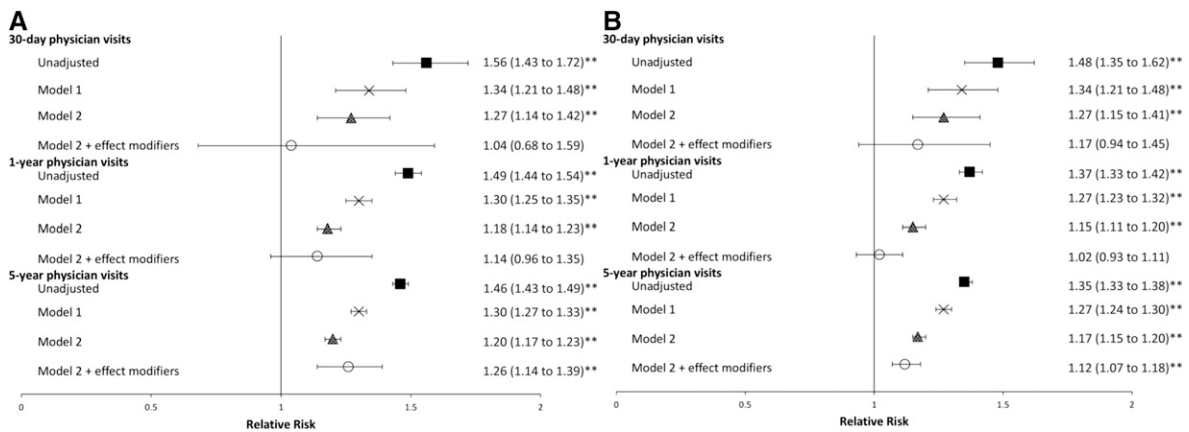 A
30-day physician visits
Unadjusted 1.56 (1.43 to 1.72)**
Model 1 1.34 (1.21 to 1.48)**
Model 2 1.27 (1.14 to 1.42)**
Model 2 + effect modifiers 1.04 (0.68 to 1.59)
1-year physician visits
Unadjusted 1.49 (1.44 to 1.54)**
Model 1 1.30 (1.25 to 1.35)**
Model 2 1.18 (1.14 to 1.23)**
Model 2 + effect modifiers 1.14 (0.96 to 1.35)
5-year physician visits
Unadjusted 1.46 (1.43 to 1.49)**
Model 1 1.30 (1.27 to 1.33)**
Model 2 1.20 (1.17 to 1.23)**
Model 2 + effect modifiers 1.26 (1.14 to 1.39)**
0 0.5 1 1.5 2
Relative Risk
B
30-day physician visits
Unadjusted 1.48 (1.35 to 1.62)**
Model 1 1.34 (1.21 to 1.48)**
Model 2 1.27 (1.15 to 1.41)**
Model 2 + effect modifiers 1.17 (0.94 to 1.45)
1-year physician visits
Unadjusted 1.37 (1.33 to 1.42)**
Model 1 1.27 (1.23 to 1.32)**
Model 2 1.15 (1.11 to 1.20)**
Model 2 + effect modifiers 1.02 (0.93 to 1.11)
5-year physician visits
Unadjusted 1.35 (1.33 to 1.38)**
Model 1 1.27 (1.24 to 1.30)**
Model 2 1.17 (1.15 to 1.20)**
Model 2 + effect modifiers 1.12 (1.07 to 1.18)**
0 0.5 1 1.5 2
Relative Risk